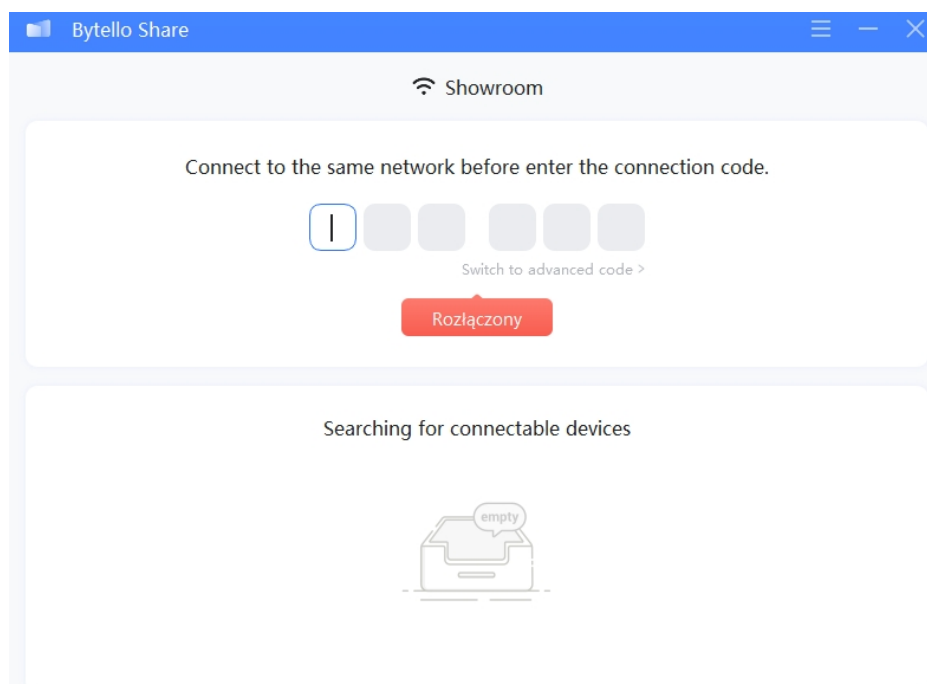 Bytello Share
Showroom
Connect to the same network before enter the connection code.
Switch to advanced code >
Rozłączony
Searching for connectable devices
empty